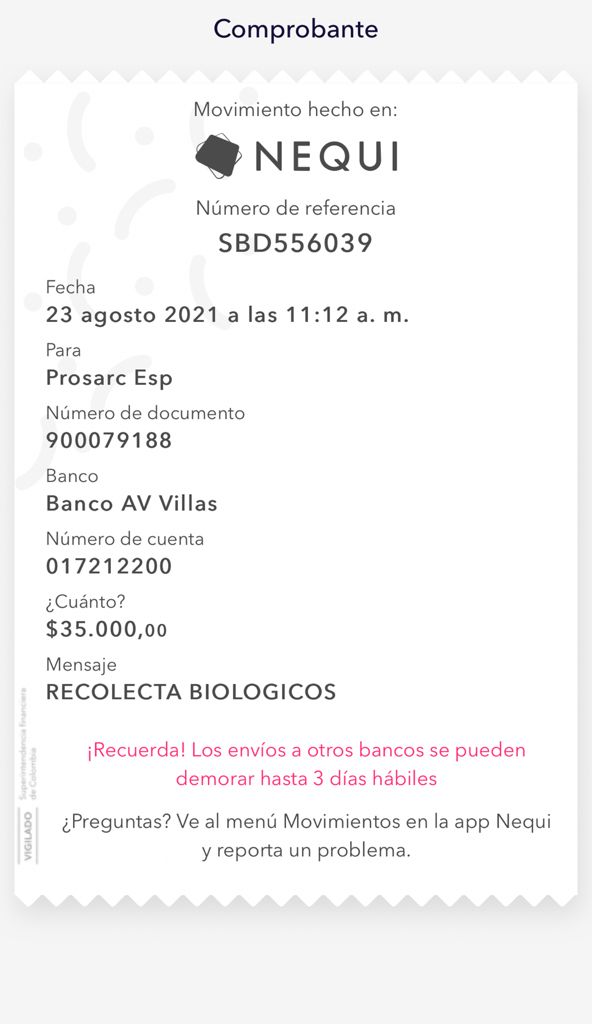 Comprobante
Movimiento hecho en:
NEQUI
Número de referencia
SBD556039
Fecha
23 agosto 2021 a las 11:12 a. m.
Para
Prosarc Esp
Número de documento
900079188
Banco
Banco AV Villas
Número de cuenta
017212200
¿Cuánto?
$35.000,00
Mensaje
RECOLECTA BIOLOGICOS
¡Recuerda! Los envíos a otros bancos se pueden
demorar hasta 3 días hábiles
¿Preguntas? Ve al menú Movimientos en la app Nequi
y reporta un problema.
VIGILADO
Superintendencia financiera
de Colombia